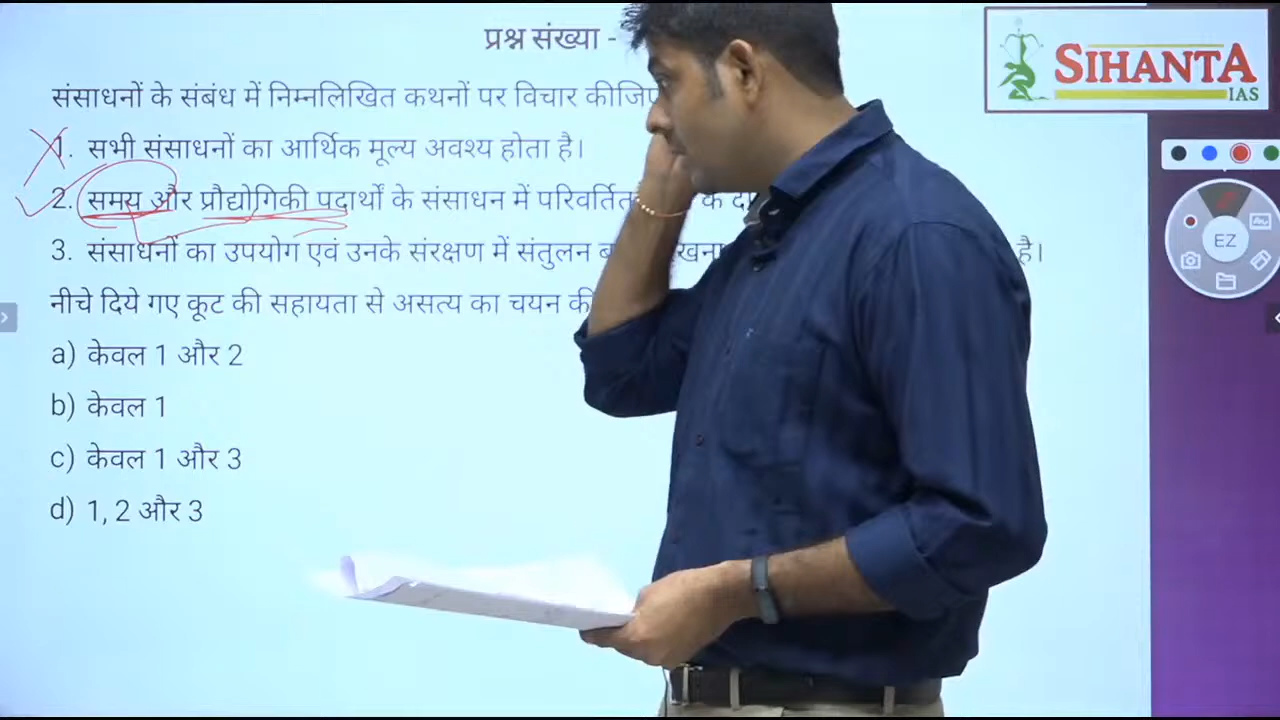 प्रश्न संख्या -
SIHANTA
IAS
संसाधनों के संबंध में निम्नलिखित कथनों पर विचार कीजिए
1. सभी संसाधनों का आर्थिक मूल्य अवश्य होता है।
2. समय और प्रौद्योगिकी पदार्थों के संसाधन में परिवर्तित के
3. संसाधनों का उपयोग एवं उनके संरक्षण में संतुलन है।
नीचे दिये गए कूट की सहायता से असत्य का चयन
a) केवल 1 और 2
b) केवल 1
c) केवल 1 और 3
d) 1, 2 और 3
EZ